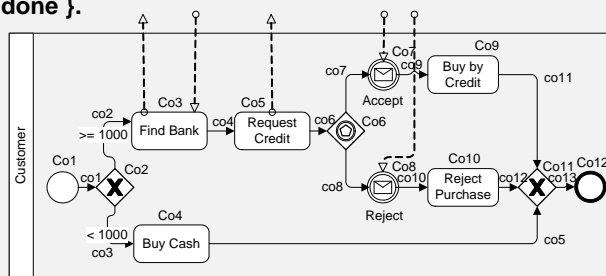 done }.
Customer
Co1
co1
Co2
co2
>= 1000
< 1000
co3
Co3
Find Bank
co4
Co5
Request
Credit
co6
Co6
Co4
Buy Cash
co7
Co7
Accept
co9
Co9
Buy by
Credit
co11
co8
Co8
Reject
co10
Co10
Reject
Purchase
co12
Co11
co13
Co12
co5